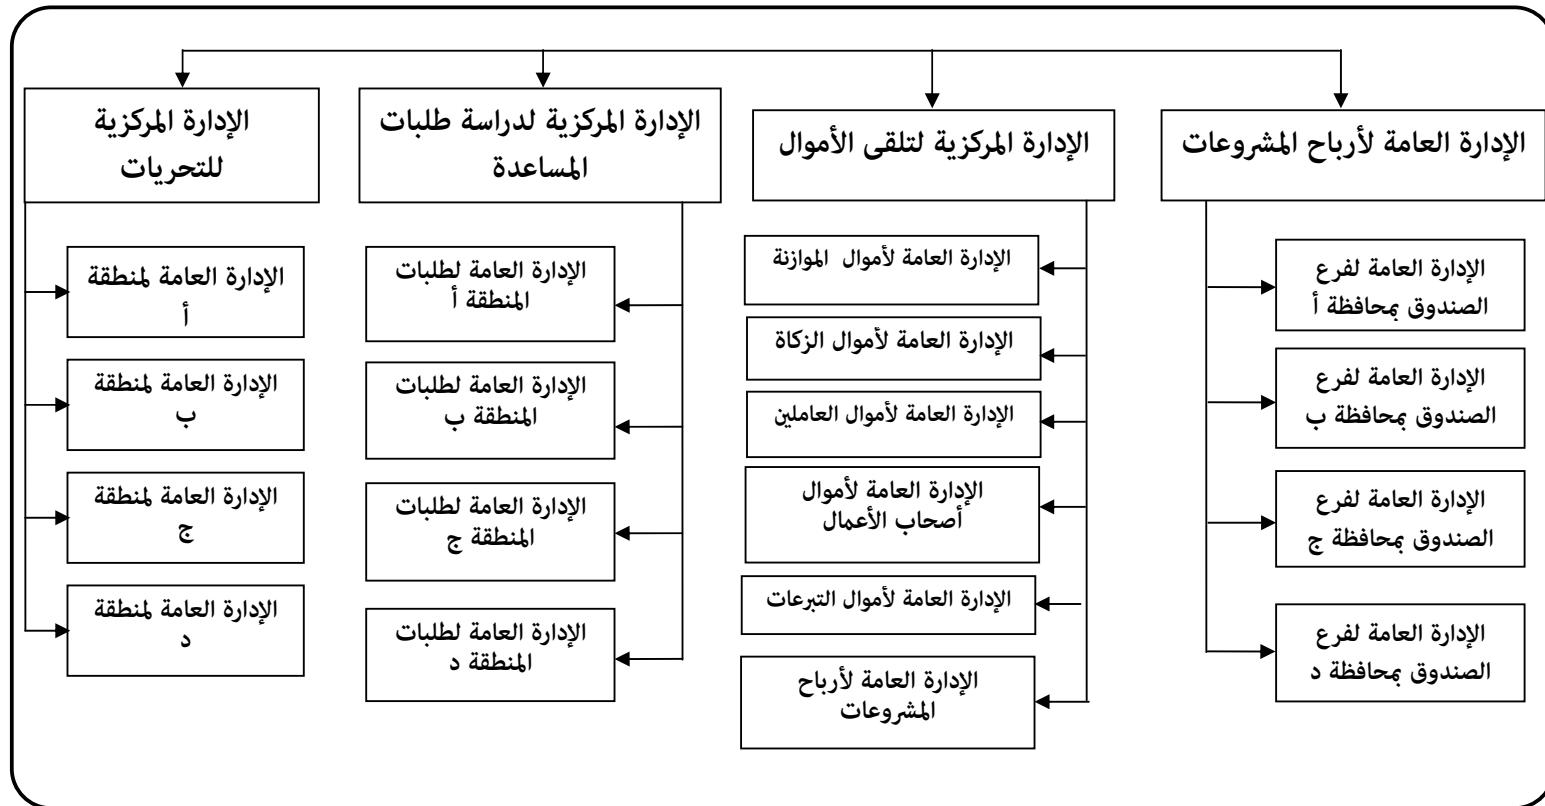 الإدارة العامة لأرباح المشروعات
الإدارة العامة لفرع
الصندوق بمحافظة أ
الإدارة العامة لفرع
الصندوق بمحافظة ب
الإدارة العامة لفرع
الصندوق بمحافظة ج
الإدارة العامة لفرع
الصندوق بمحافظة د
الإدارة المركزية لتلقى الأموال
الإدارة العامة لأموال الموازنة
الإدارة العامة لأموال الزكاة
الإدارة العامة لأموال العاملين
الإدارة العامة لأموال
أصحاب الأعمال
الإدارة العامة لأموال التبرعات
الإدارة العامة لأرباح
المشروعات
الإدارة المركزية لدراسة طلبات
المساعدة
الإدارة العامة لطلبات
المنطقة أ
الإدارة العامة لطلبات
المنطقة ب
الإدارة العامة لطلبات
المنطقة ج
الإدارة العامة لطلبات
المنطقة د
الإدارة المركزية
للتحريات
الإدارة العامة لمنطقة
أ
الإدارة العامة لمنطقة
ب
الإدارة العامة لمنطقة
ج
الإدارة العامة لمنطقة
د